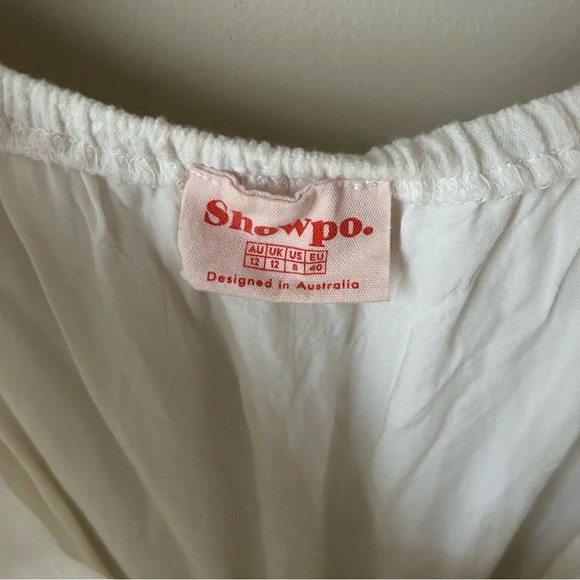 Showpo.
AU UK US EU
12 12 8 40
Designed in Australia